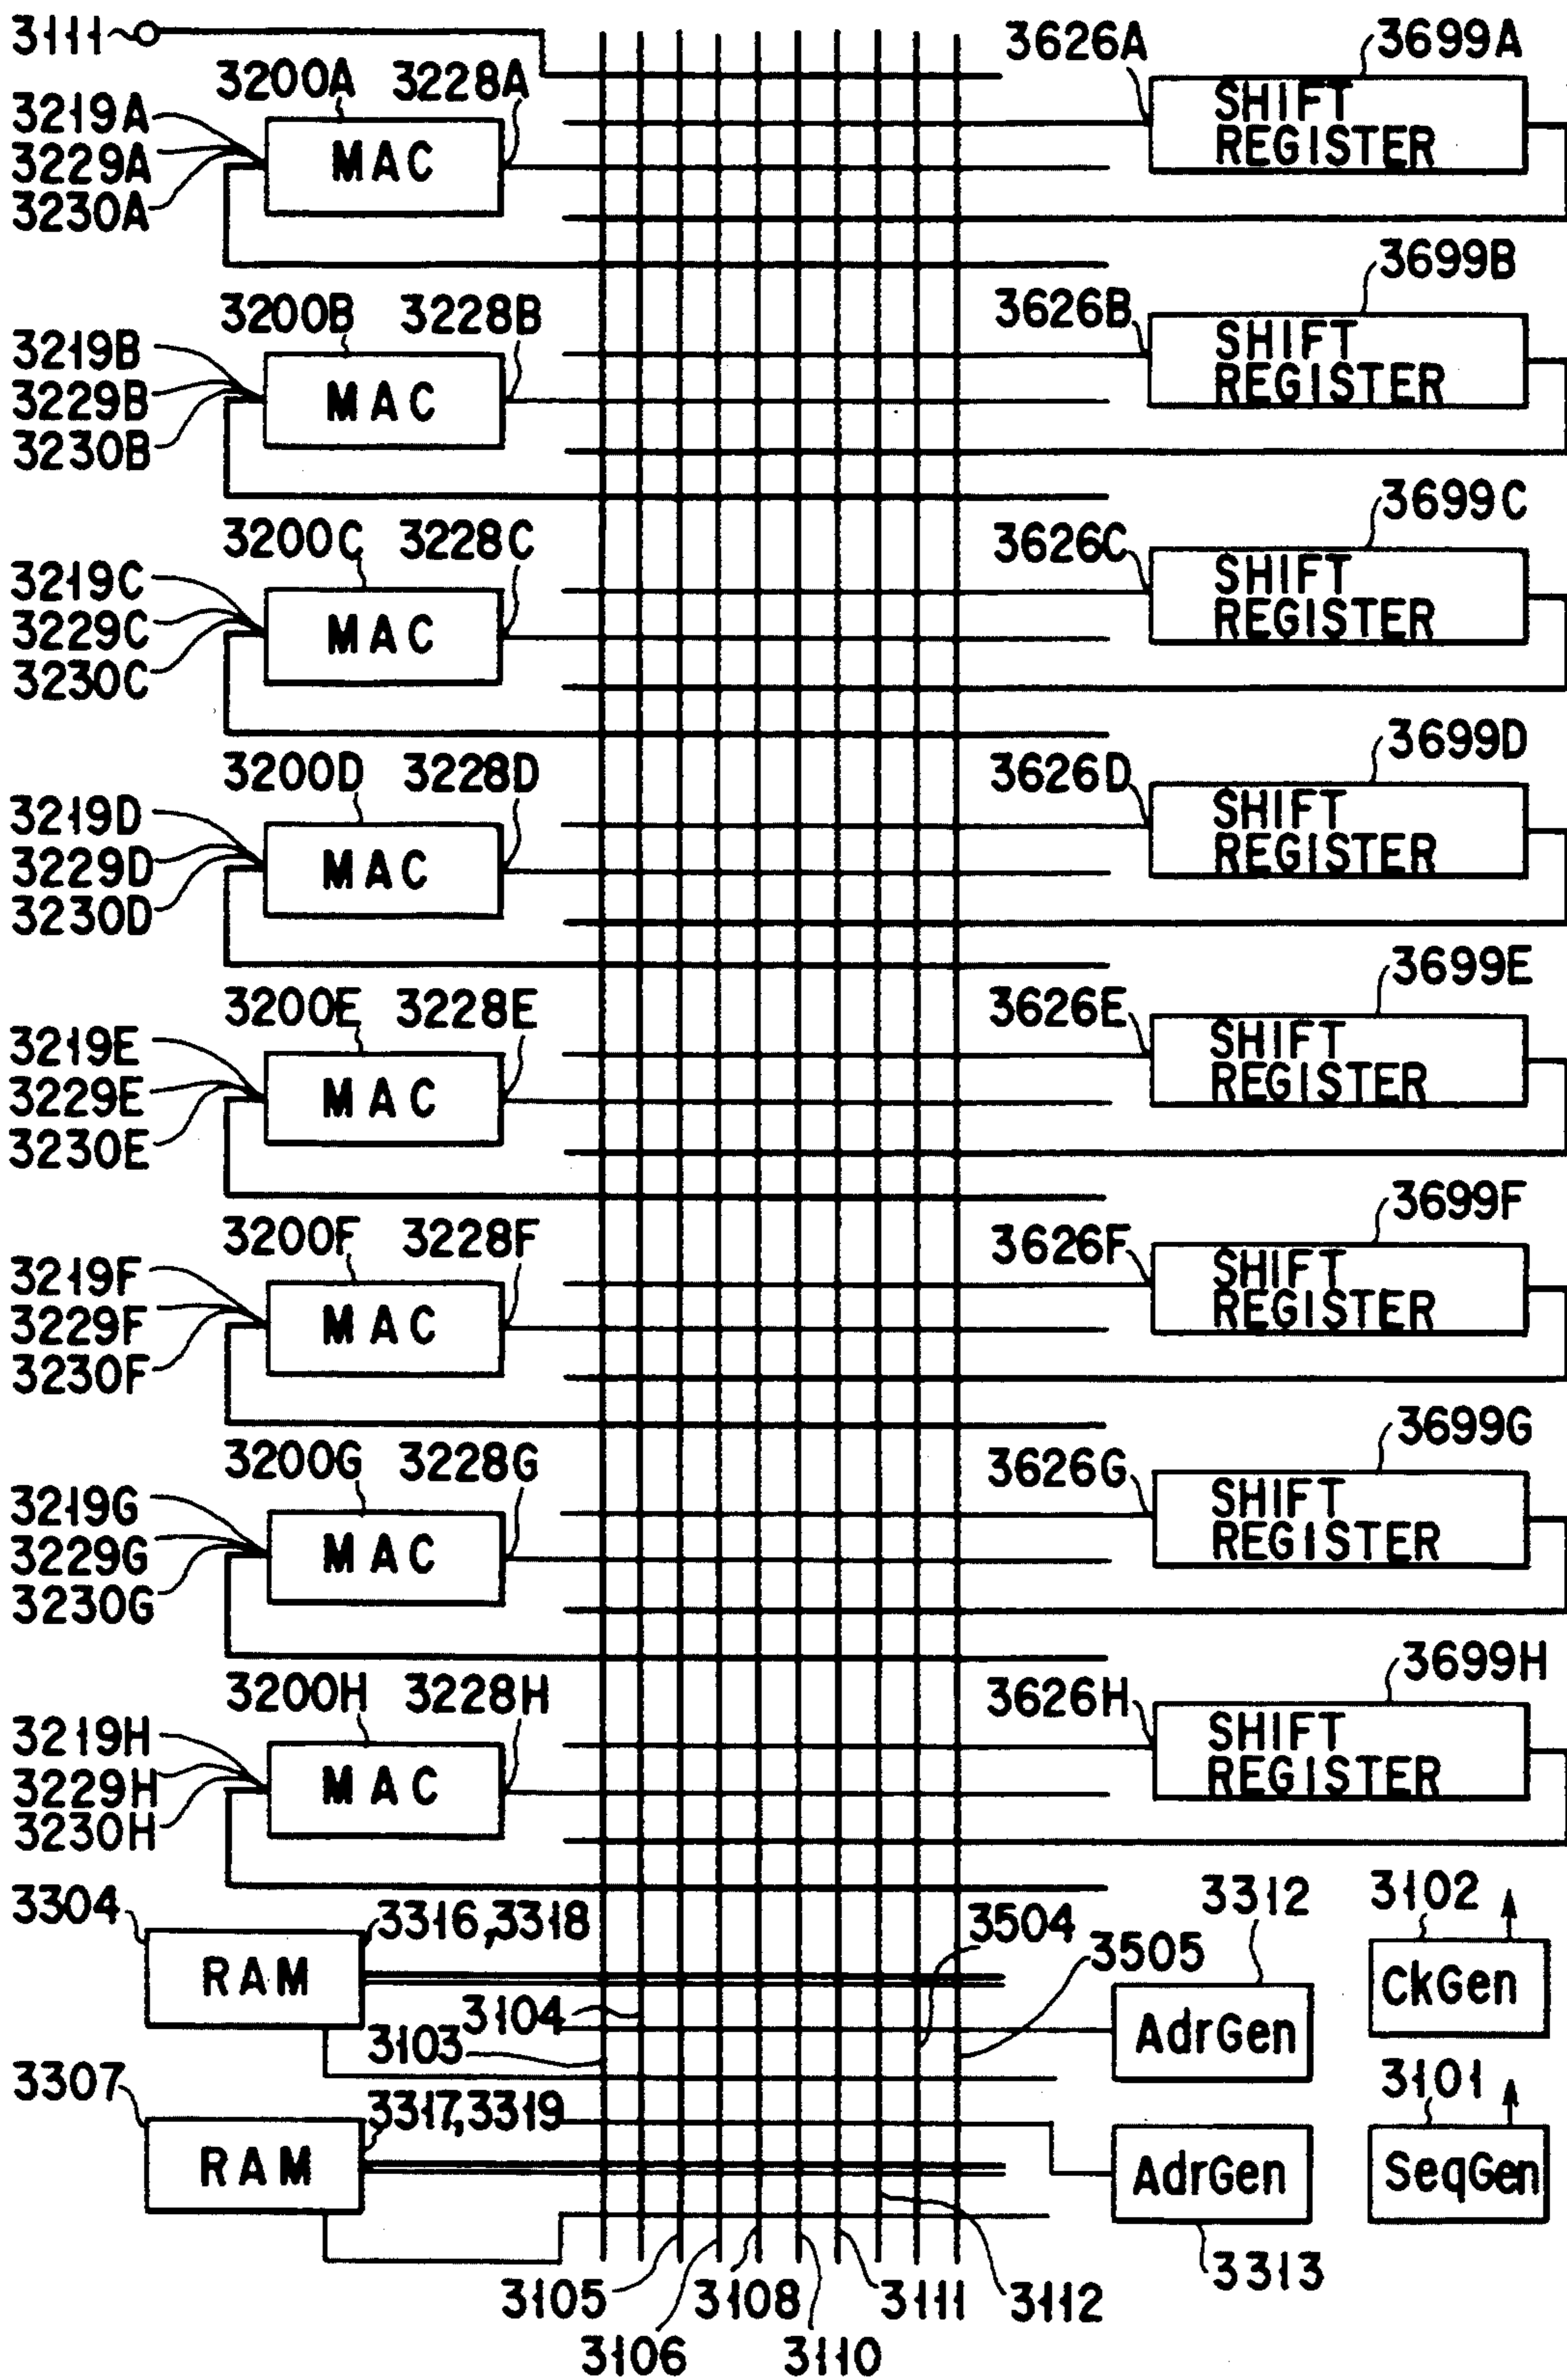 3111
3626A
3699A
3200A
3228A
SHIFT
REGISTER
3219A
3229A
3230A
MAC
3699B
3200B
3228B
3626B
SHIFT
REGISTER
3219B
3229B
3230B
MAC
3699C
3200C
3228C
3626C
SHIFT
REGISTER
3219C
3229C
3230C
MAC
3699D
3200D
3228D
3626D
SHIFT
REGISTER
3219D
3229D
3230D
MAC
3699E
3200E
3228E
3626E
SHIFT
REGISTER
3219E
3229E
3230E
MAC
3699F
3200F
3228F
3626F
SHIFT
REGISTER
3219F
3229F
3230F
MAC
3699G
3200G
3228G
3626G
SHIFT
REGISTER
3219G
3229G
3230G
MAC
3699H
3200H
3228H
3626H
SHIFT
REGISTER
3219H
3229H
3230H
MAC
3304
3316,3318
3504
3505
3312
3102
RAM
3104
3103
AdrGen
CkGen
3307
3317,3319
3101
RAM
AdrGen
SeqGen
3105
3106
3108
3110
3111
3112
3313